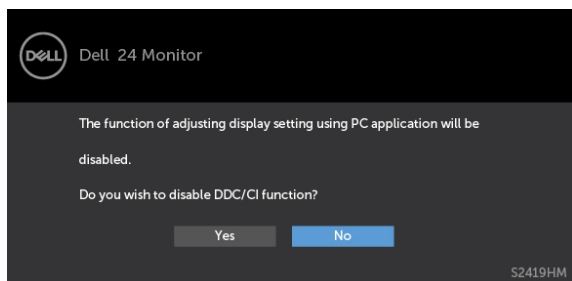 DELL
Dell 24 Monitor
The function of adjusting display setting using PC application will be
disabled.
Do you wish to disable DDC/CI function?
Yes
No
S2419HM